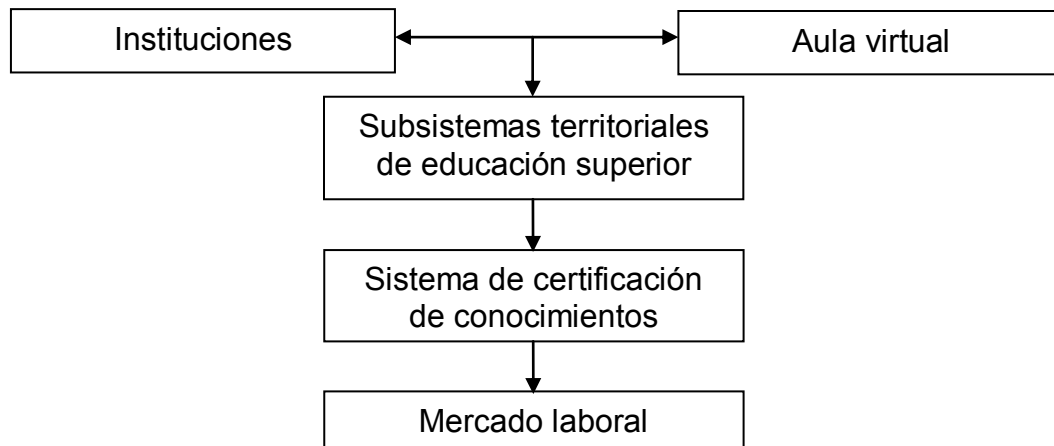 Instituciones
Aula virtual
Subsistemas territoriales
de educación superior
Sistema de certificación
de conocimientos
Mercado laboral